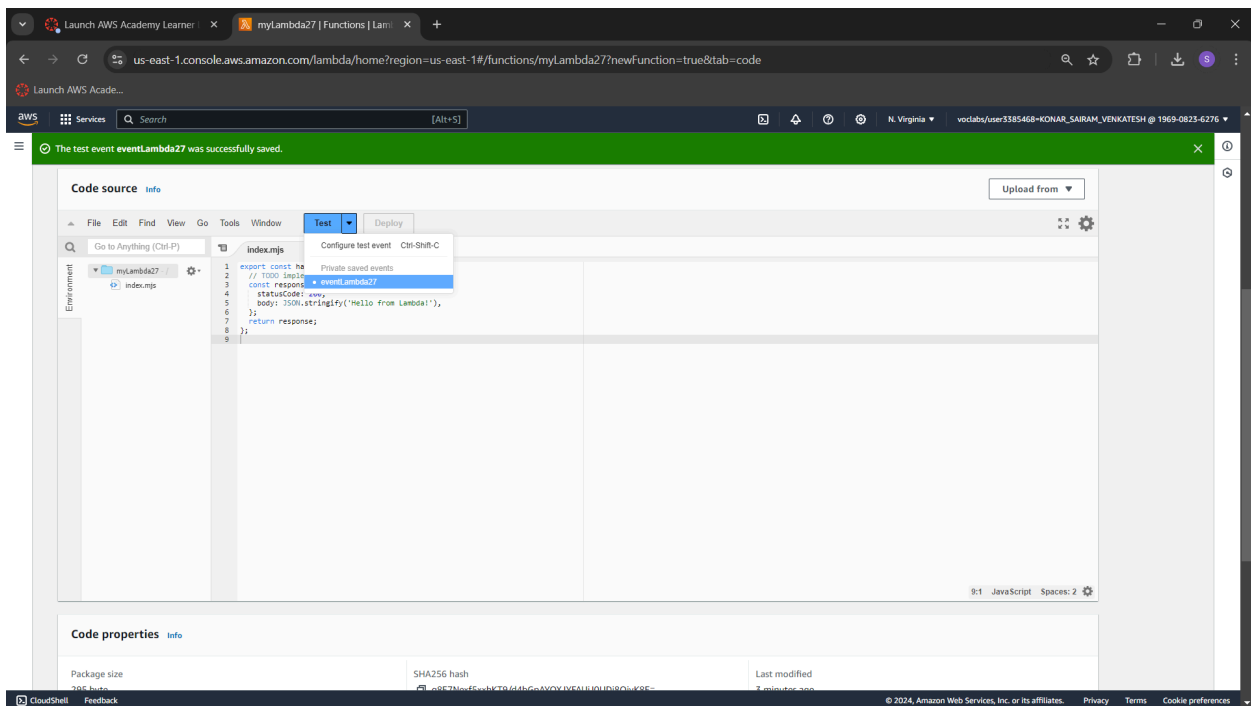 Launch AWS Academy Learner
myLambda27 | Functions | Lam
us-east-1.console.aws.amazon.com/lambda/home?region=us-east-1#/functions/myLambda27?newFunction=true&tab=code
S
Launch AWS Acade...
aws Services Search [Alt+S] N. Virginia ▼ voclabs/user3385468=KONAR_SAIRAM_VENKATESH @ 1969-0823-6276 ▼
The test event eventLambda27 was successfully saved.
Code source Info
Upload from ▼
File Edit Find View Go Tools Window Test Deploy
Go to Anything (Ctrl-P)
index.mjs
Configure test event Ctrl-Shift-C
Private saved events
eventLambda27
Environment
myLambda27 - /
index.mjs
1 export const ha
2 // TODO imple
3 const respons
4 statusCode: 200,
5 body: JSON.stringify('Hello from Lambda!'),
6 };
7 return response;
8 };
9
9:1 JavaScript Spaces: 2
Code properties Info
Package size
SHA256 hash
Last modified
295 byte
3 minutes ago
CloudShell Feedback
© 2024, Amazon Web Services, Inc. or its affiliates. Privacy Terms Cookie preferences